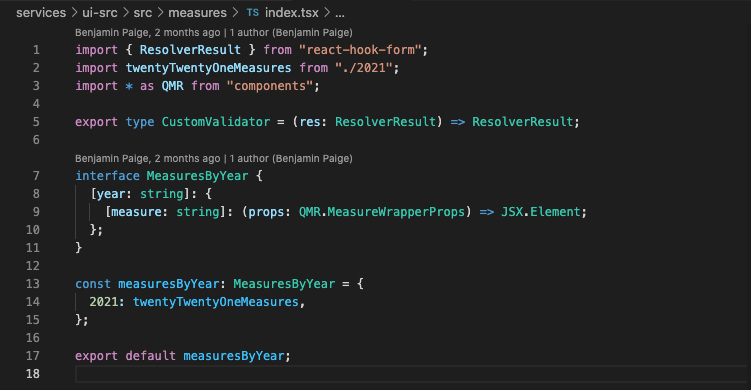 services > ui-src > src > measures > TS index.tsx > ...
Benjamin Paige, 2 months ago | 1 author (Benjamin Paige)
1 import { ResolverResult } from "react-hook-form";
2 import twentyTwentyOneMeasures from "./2021";
3 import * as QMR from "components";
4
5 export type CustomValidator = (res: ResolverResult) => ResolverResult;
6
Benjamin Paige, 2 months ago | 1 author (Benjamin Paige)
7 interface MeasuresByYear {
8   [year: string]: {
9     [measure: string]: (props: QMR.MeasureWrapperProps) => JSX.Element;
10   };
11 }
12
13 const measuresByYear: MeasuresByYear = {
14   2021: twentyTwentyOneMeasures,
15 };
16
17 export default measuresByYear;
18